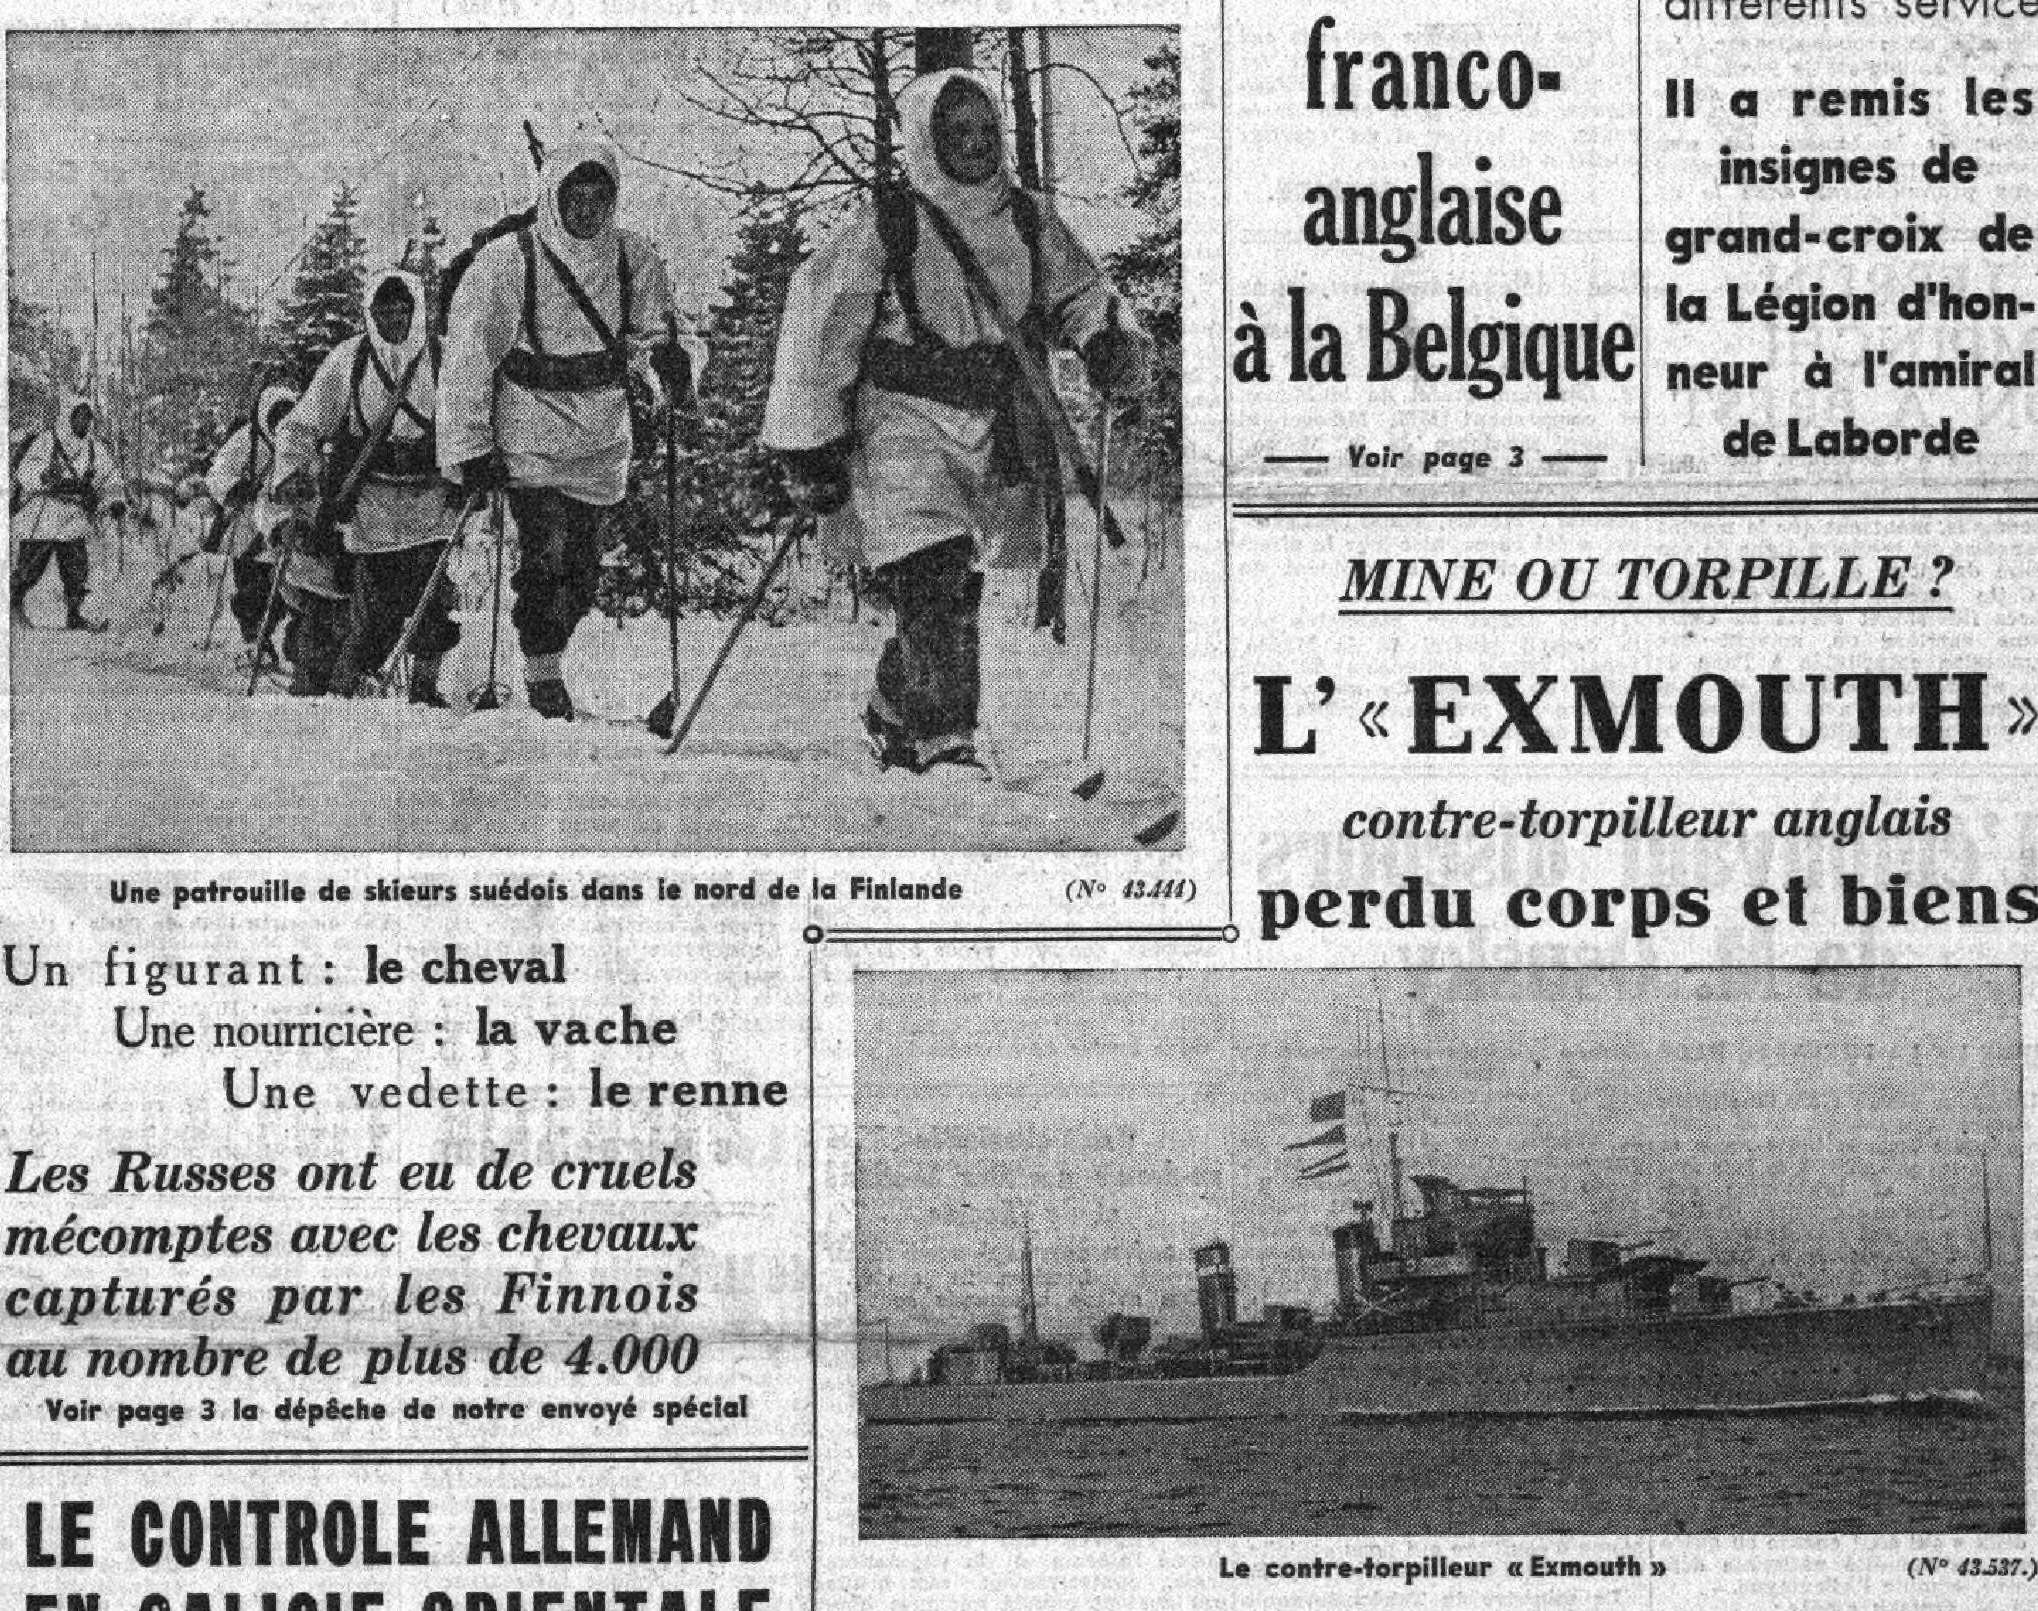 franco-
anglaise
à la Belgique
Voir page 3
différents service
Il a remis les
insignes de
grand-croix de
la Légion d'hon-
neur à l'amiral
de Laborde
Une patrouille de skieurs suédois dans le nord de la Finlande (N° 43.444)
Un figurant : le cheval
Une nourricière : la vache
Une vedette : le renne
Les Russes ont eu de cruels
mécomptes avec les chevaux
capturés par les Finnois
au nombre de plus de 4.000
Voir page 3 la dépêche de notre envoyé spécial
LE CONTROLE ALLEMAND
EN GALICIE ORIENTALE
MINE OU TORPILLE ?
L' « EXMOUTH »
contre-torpilleur anglais
perdu corps et biens
Le contre-torpilleur « Exmouth » (N° 43.537.)